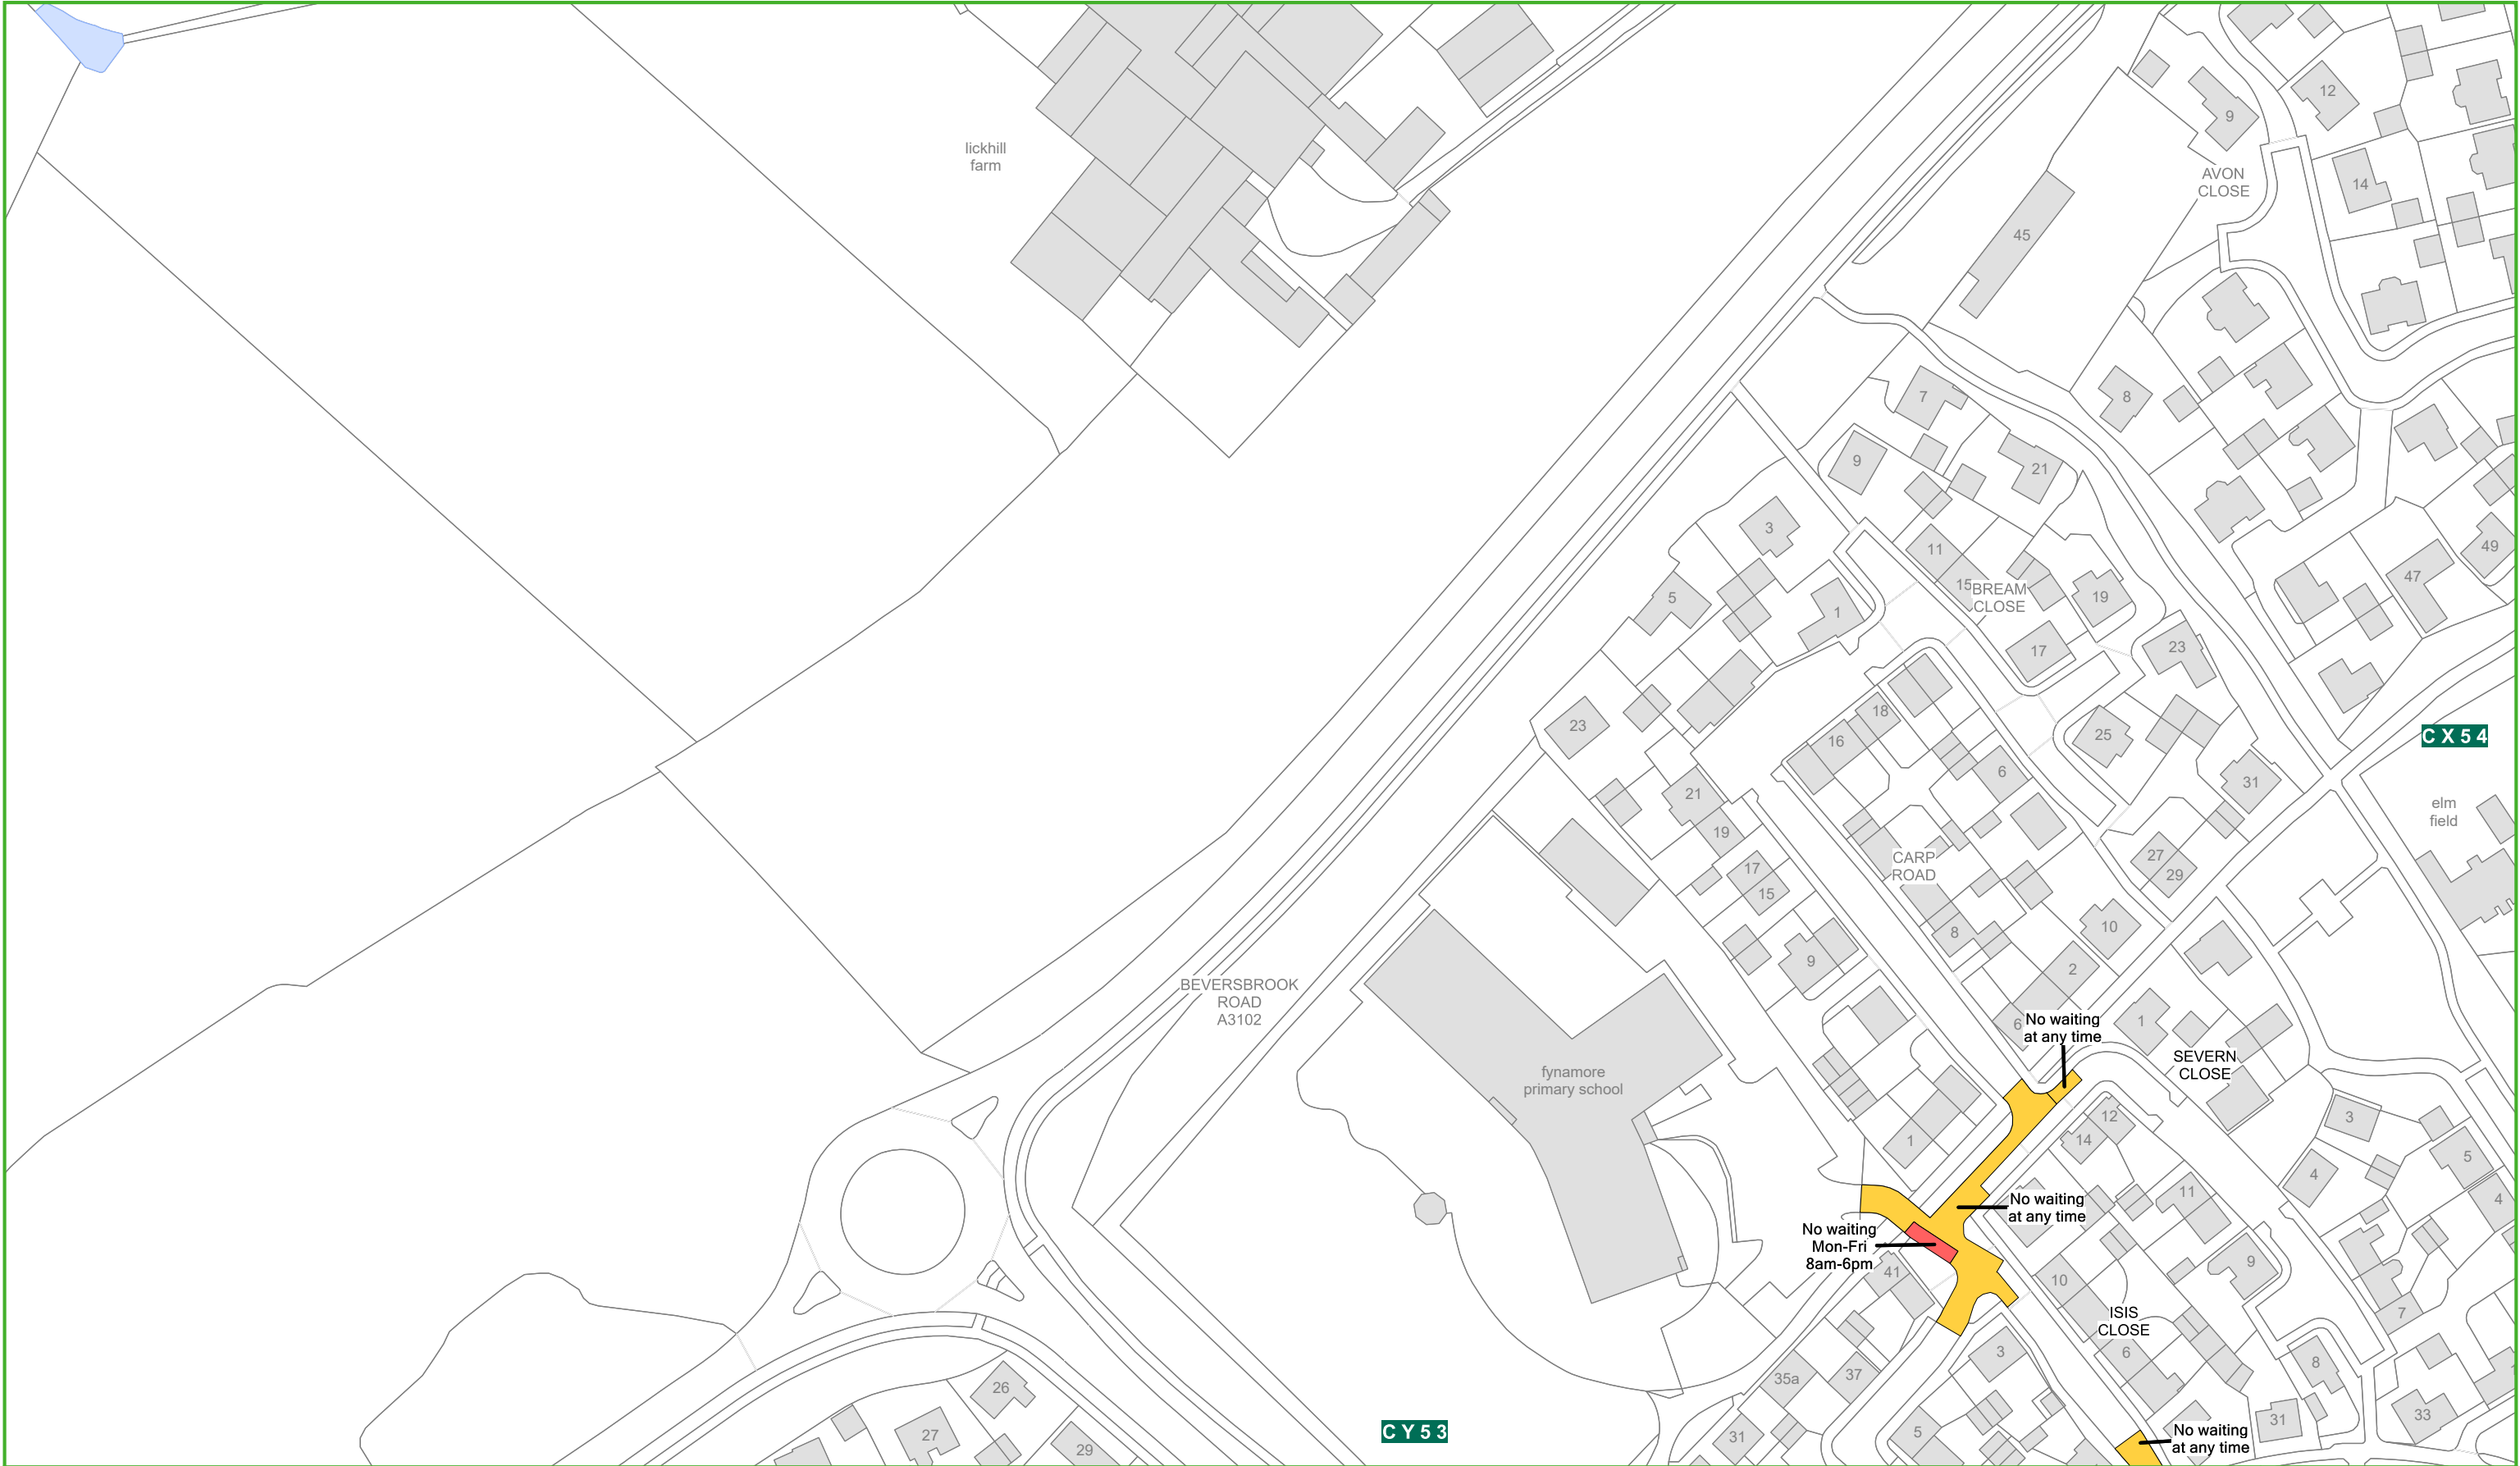 12
9
lickhill
farm
14
AVON
CLOSE
45
7
8
9
21
3
11
49
47
5
15
BREAM
CLOSE
19
1
17
23
18
23
16
25
C X 5 4
6
31
21
elm
field
19
27
CARP
ROAD
17
29
15
10
8
9
2
BEVERSBROOK
ROAD
A3102
6
No waiting
at any time
1
SEVERN
CLOSE
fynamore
primary school
12
3
14
1
5
4
11
4
No waiting
at any time
No waiting
Mon-Fri
8am-6pm
9
41
10
7
ISIS
CLOSE
3
6
8
37
35a
26
33
31
C Y 5 3
5
27
31
No waiting
at any time
29